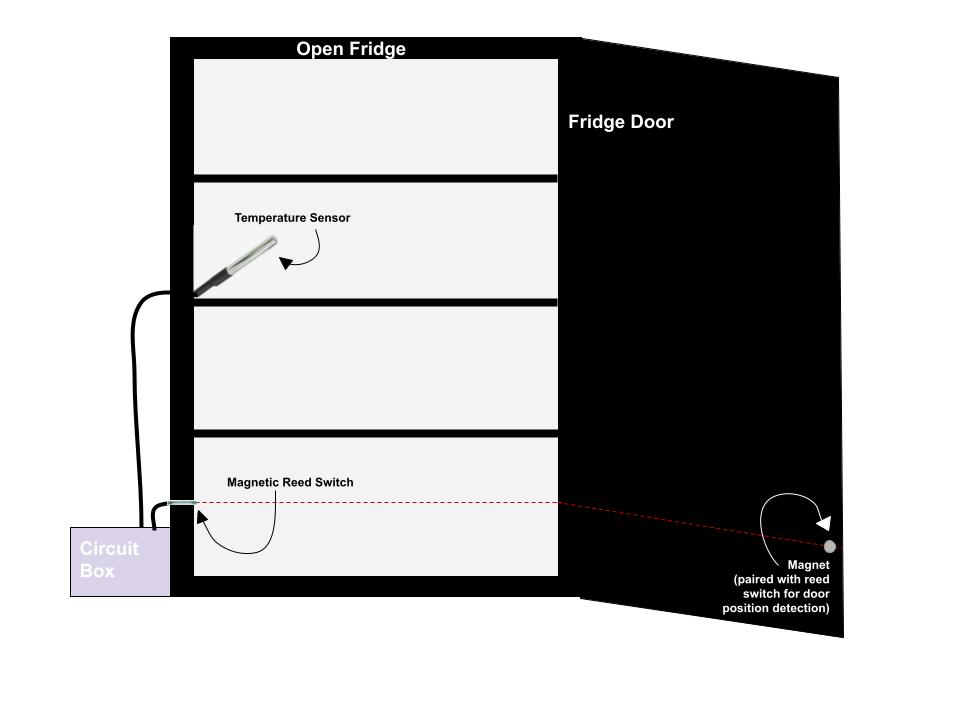 Open Fridge
Fridge Door
Temperature Sensor
Magnetic Reed Switch
Circuit
Box
Magnet
(paired with reed
switch for door
position detection)